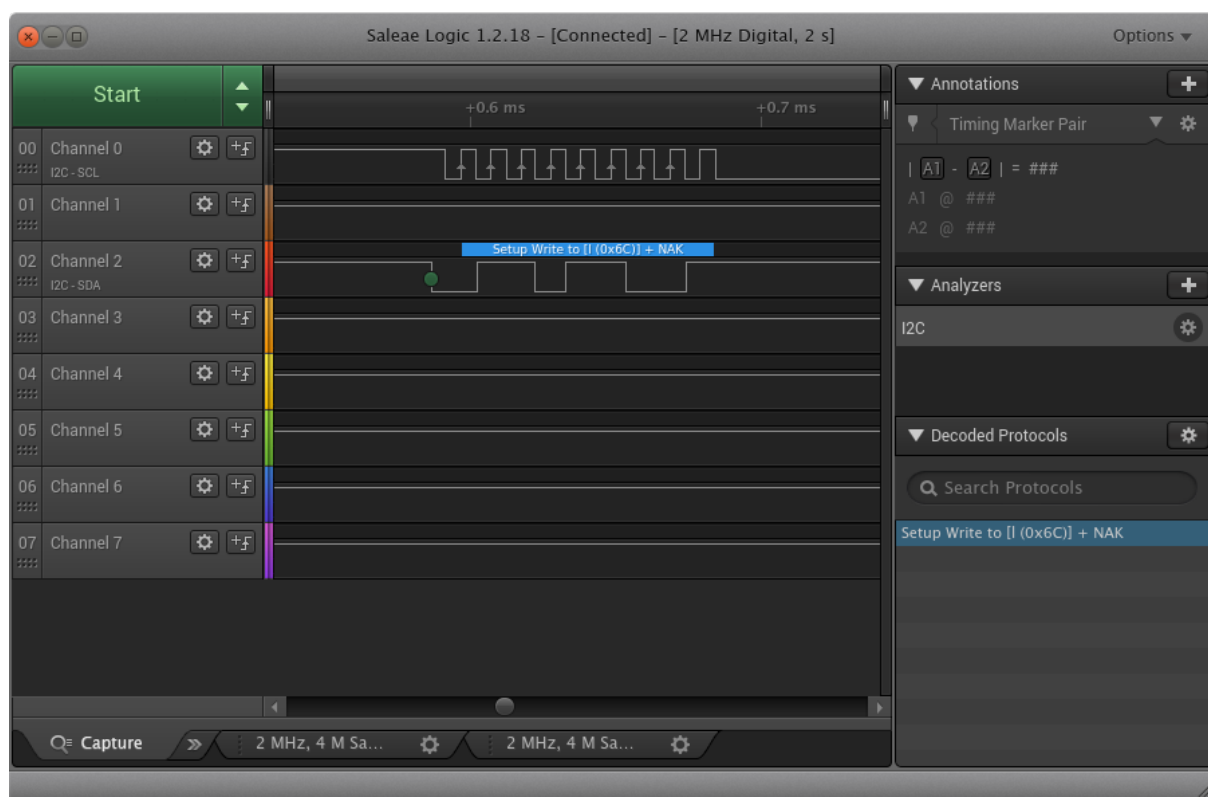 Saleae Logic 1.2.18 – [Connected] – [2 MHz Digital, 2 s]
Options
Start
+0.6 ms
+0.7 ms
00 Channel 0
I2C - SCL
01 Channel 1
02 Channel 2
I2C - SDA
Setup Write to [l (0x6C)] + NAK
03 Channel 3
04 Channel 4
05 Channel 5
06 Channel 6
07 Channel 7
Capture
2 MHz, 4 M Sa...
2 MHz, 4 M Sa...
Annotations
Timing Marker Pair
| A1 - A2 | = ###
A1 @ ###
A2 @ ###
Analyzers
I2C
Decoded Protocols
Search Protocols
Setup Write to [l (0x6C)] + NAK